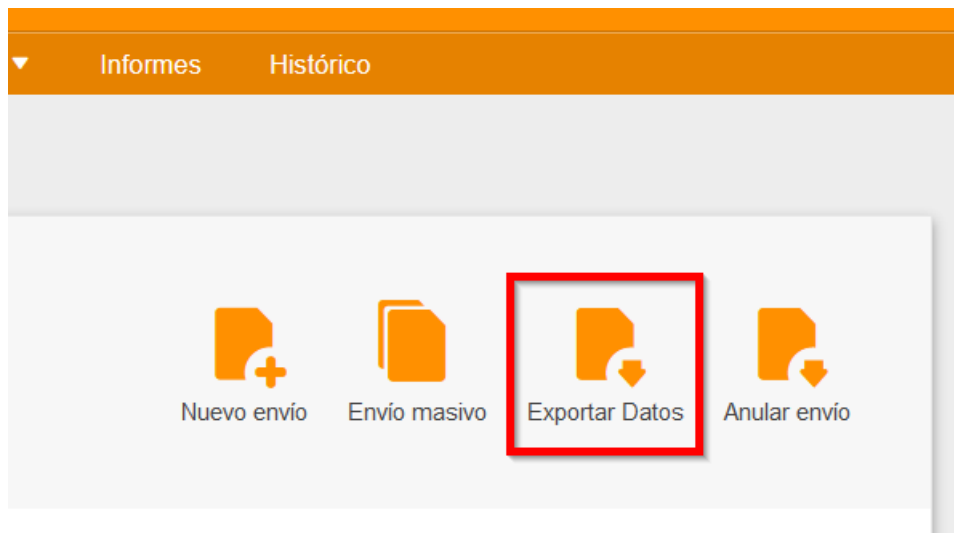 Informes Histórico
Nuevo envío Envío masivo Exportar Datos Anular envío